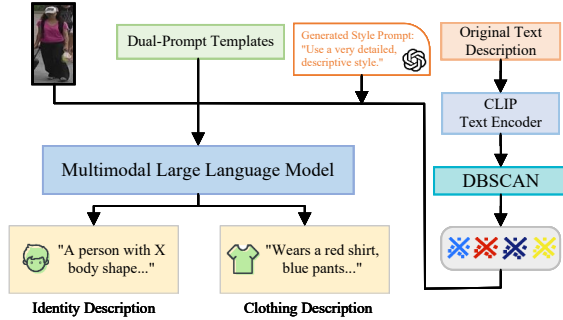 Dual-Prompt Templates
Generated Style Prompt:
"Use a very detailed,
descriptive style."
Original Text
Description
CLIP
Text Encoder
Multimodal Large Language Model
DBSCAN
"A person with X
body shape..."
"Wears a red shirt,
blue pants..."
Identity Description
Clothing Description